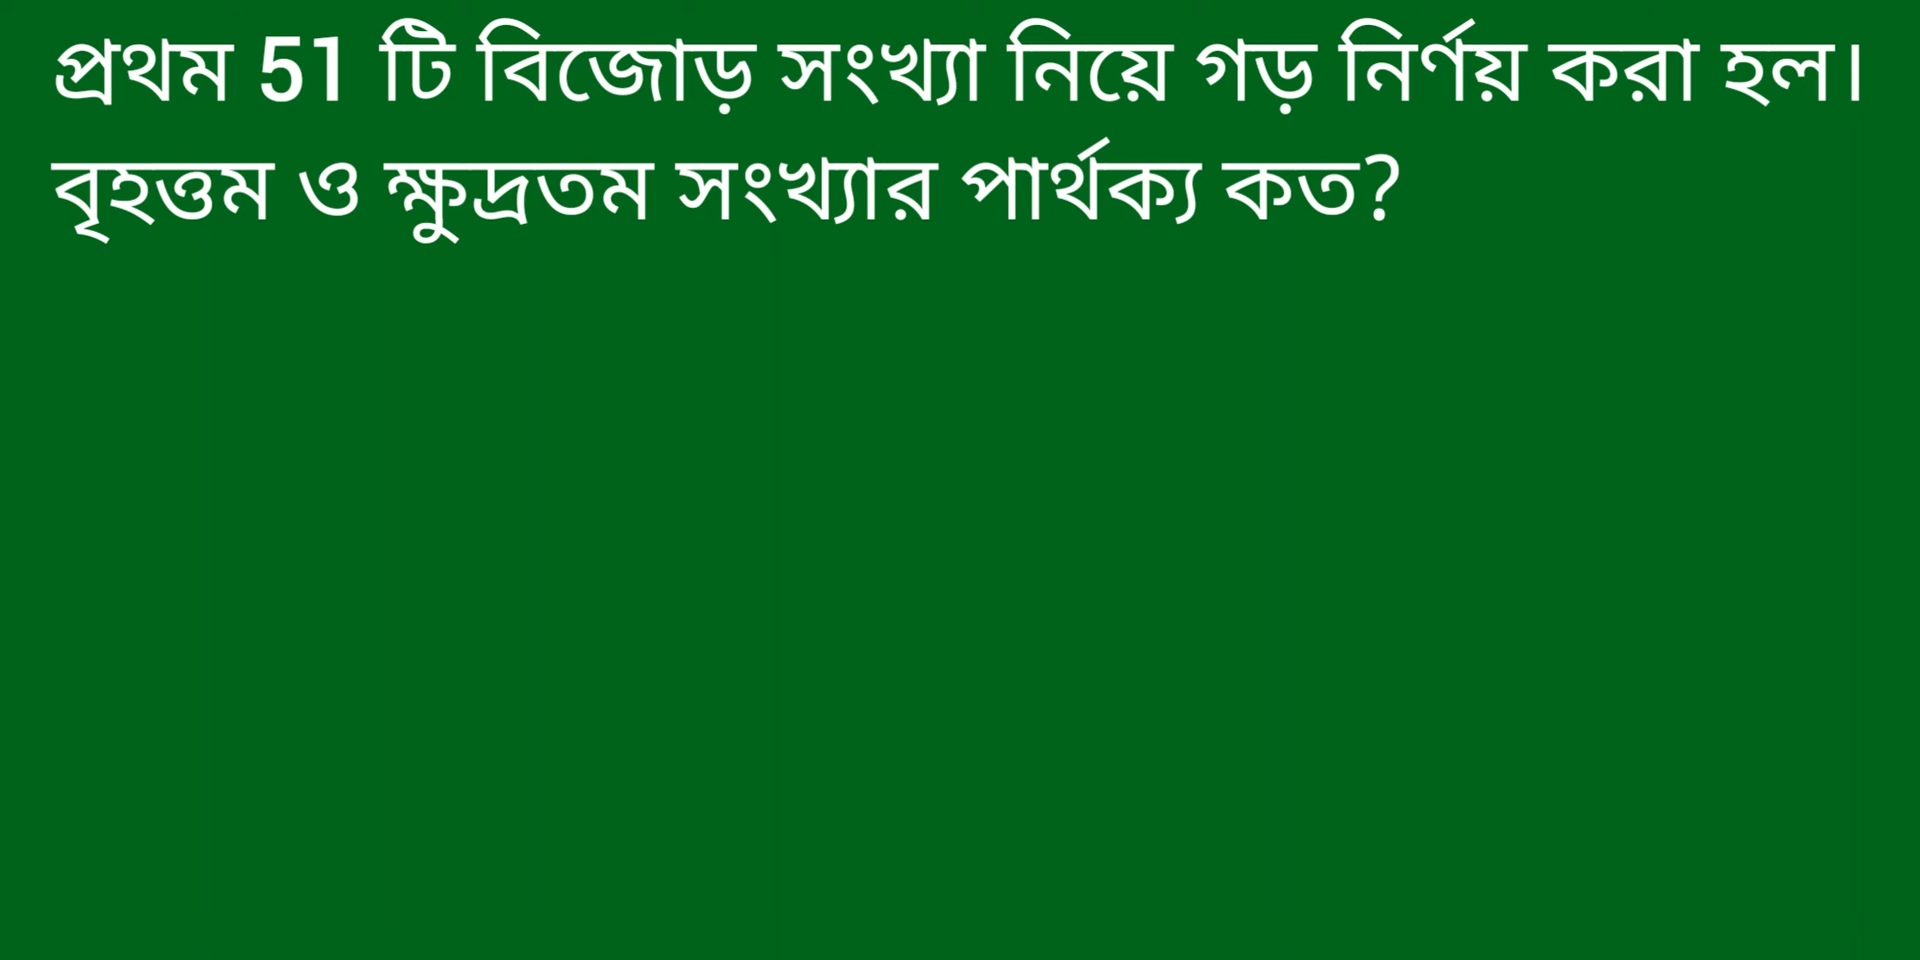 প্রথম 51 টি বিজোড় সংখ্যা নিয়ে গড় নির্ণয় করা হল।
বৃহত্তম ও ক্ষুদ্রতম সংখ্যার পার্থক্য কত?